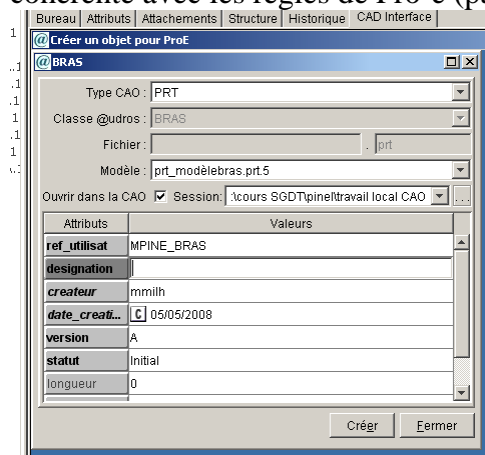 Bureau Attributs Attachements Structure Historique CAD Interface
1
@ Créer un objet pour ProE
@ BRAS
Type CAO : PRT
Classe @udros : BRAS
Fichier : . prt
Modèle : prt_modèlebras.prt.5
Ouvrir dans la CAO Session: :\cours SGDT\pinel\travail local CAO ...
Attributs Valeurs
ref_utilisat MPINE_BRAS
designation
createur mmilh
date_creati... C 05/05/2008
version A
statut Initial
longueur 0
Créer Fermer